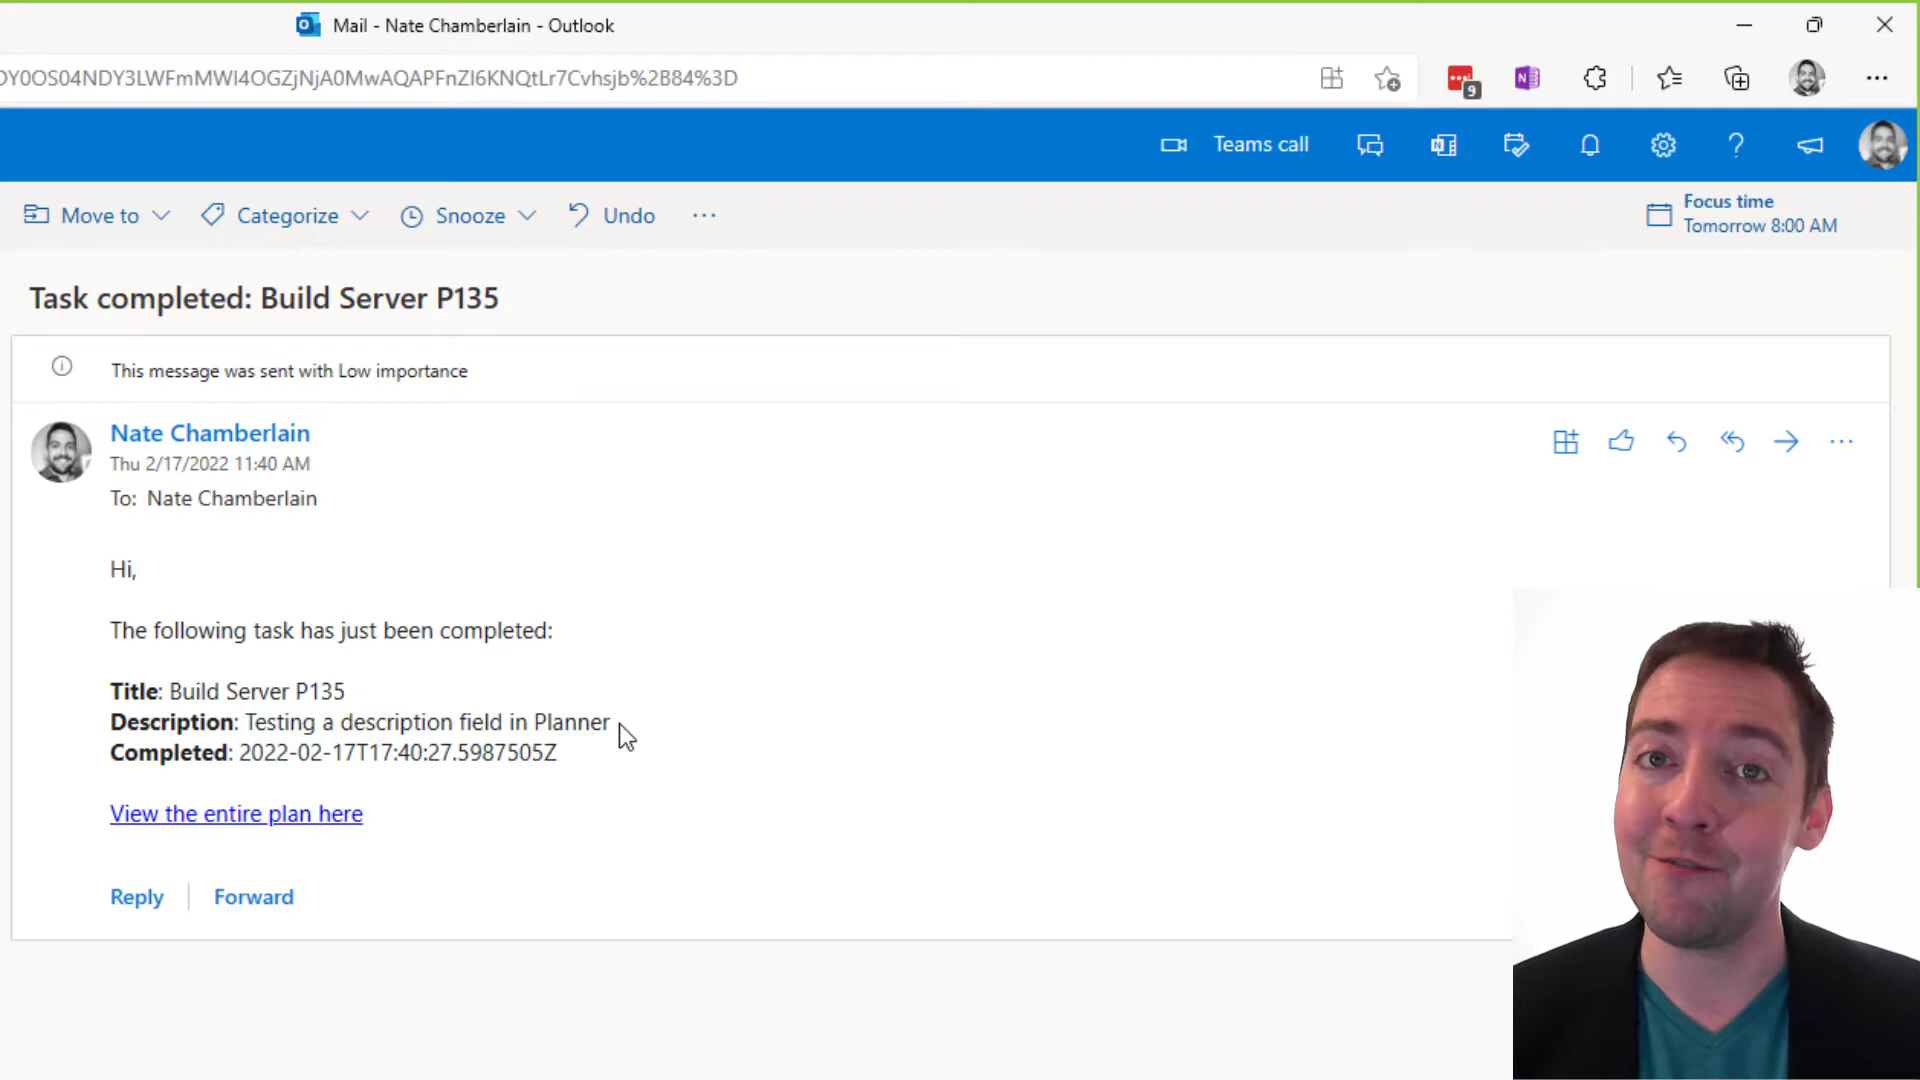 Mail - Nate Chamberlain - Outlook
DY0OS04NDY3LWFmMWI4OGZjNjA0MwAQAPFnZI6KNQtLr7Cvhsjb%2B84%3D
9
N
Teams call
Move to
Categorize
Snooze
Undo
Focus time
Tomorrow 8:00 AM
Task completed: Build Server P135
This message was sent with Low importance
Nate Chamberlain
Thu 2/17/2022 11:40 AM
To: Nate Chamberlain
Hi,
The following task has just been completed:
Title: Build Server P135
Description: Testing a description field in Planner
Completed: 2022-02-17T17:40:27.5987505Z
View the entire plan here
Reply
Forward